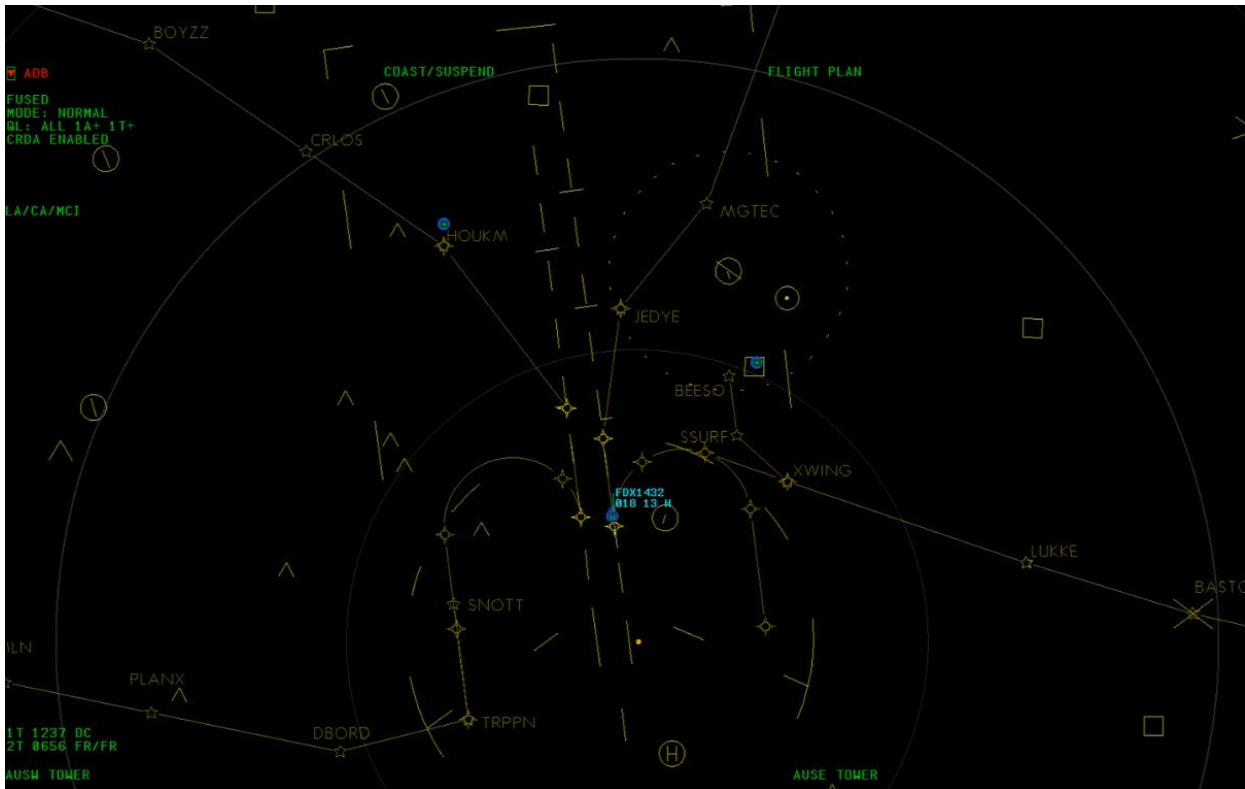 BOYZZ
ADB
COAST/SUSPEND
FLIGHT PLAN
FUSED
MODE: NORMAL
QL: ALL 1A+ 1T+
CRDA ENABLED
CRLOS
LA/CA/MCI
MGTEC
HOUKM
JEDYE
BEESO
SSURF
XWING
FDX1432
018 13 H
LUKKE
BASTO
SNOTT
PLANX
TRPPN
DBORD
1T 1237 DC
2T 0656 FR/FR
H
AUSW TOWER
AUSE TOWER